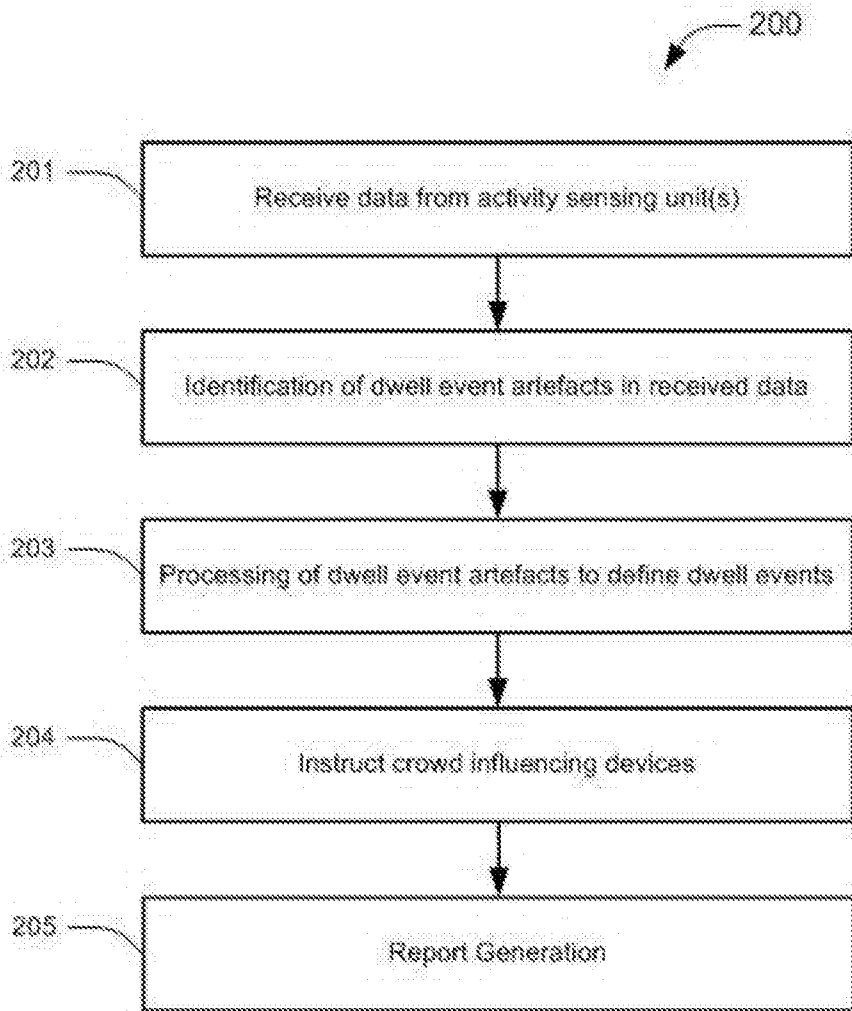 200
201
Receive data from activity sensing unit(s)
202
Identification of dwell event artefacts in received data
203
Processing of dwell event artefacts to define dwell events
204
Instruct crowd influencing devices
205
Report Generation